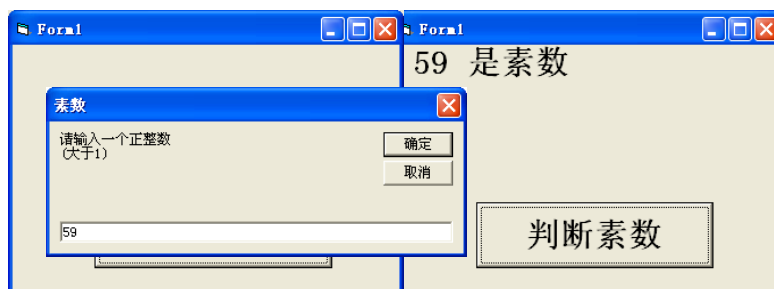 Form1
素数
请输入一个正整数
(大于1)
确定
取消
59
Form1
59 是素数
判断素数